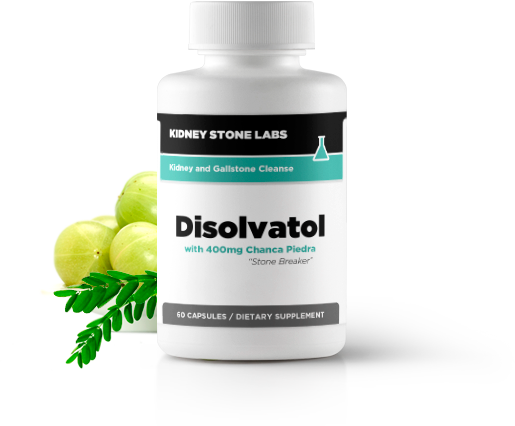 KIDNEY STONE LABS
Kidney and Gallstone Cleanse
Disolvatol
with 400mg Chanca Piedra
"Stone Breaker"
60 CAPSULES / DIETARY SUPPLEMENT